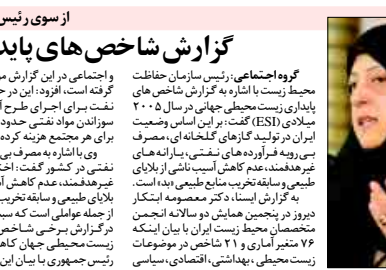 از سوی رئیس
گزارش شاخص‌های پاید
گروه اجتماعی: رئیس سازمان حفاظت
محیط زیست با اشاره به گزارش شاخص های
پایداری زیست محیطی جهانی در سال ۲۰۰۵
میلادی (ESI) گفت: بر این اساس وضعیت
ایران در تولید گازهای گلخانه ای، مصرف
بی رویه فرآورده های نفتی، یارانه های
غیرهدفمند، عدم کاهش آسیب ناشی از بلایای
طبیعی و سابقه تخریب منابع طبیعی «بد» است.
به گزارش ایسنا، دکتر معصومه ابتکار
دیروز در پنجمین همایش دو سالانه انجمن
متخصصان محیط زیست ایران با بیان اینکه
۷۶ متغیر آماری و ۲۱ شاخص در موضوعات
زیست محیطی، بهداشتی، اقتصادی، سیاسی
و اجتماعی در این گزارش
گرفته است، افزود: این در
نفت برای اجرای طرح
سوزاندن مواد نفتی حدود
برای هر مجتمع هزینه کرده
وی با اشاره به مصرف بی
نفتی در کشور گفت:
غیرهدفمند، عدم کاهش
بلایای طبیعی و سابقه تخریب
از جمله عواملی است که
در گزارش برخی شاخص
زیست محیطی جهان
رئیس جمهوری با بیان این